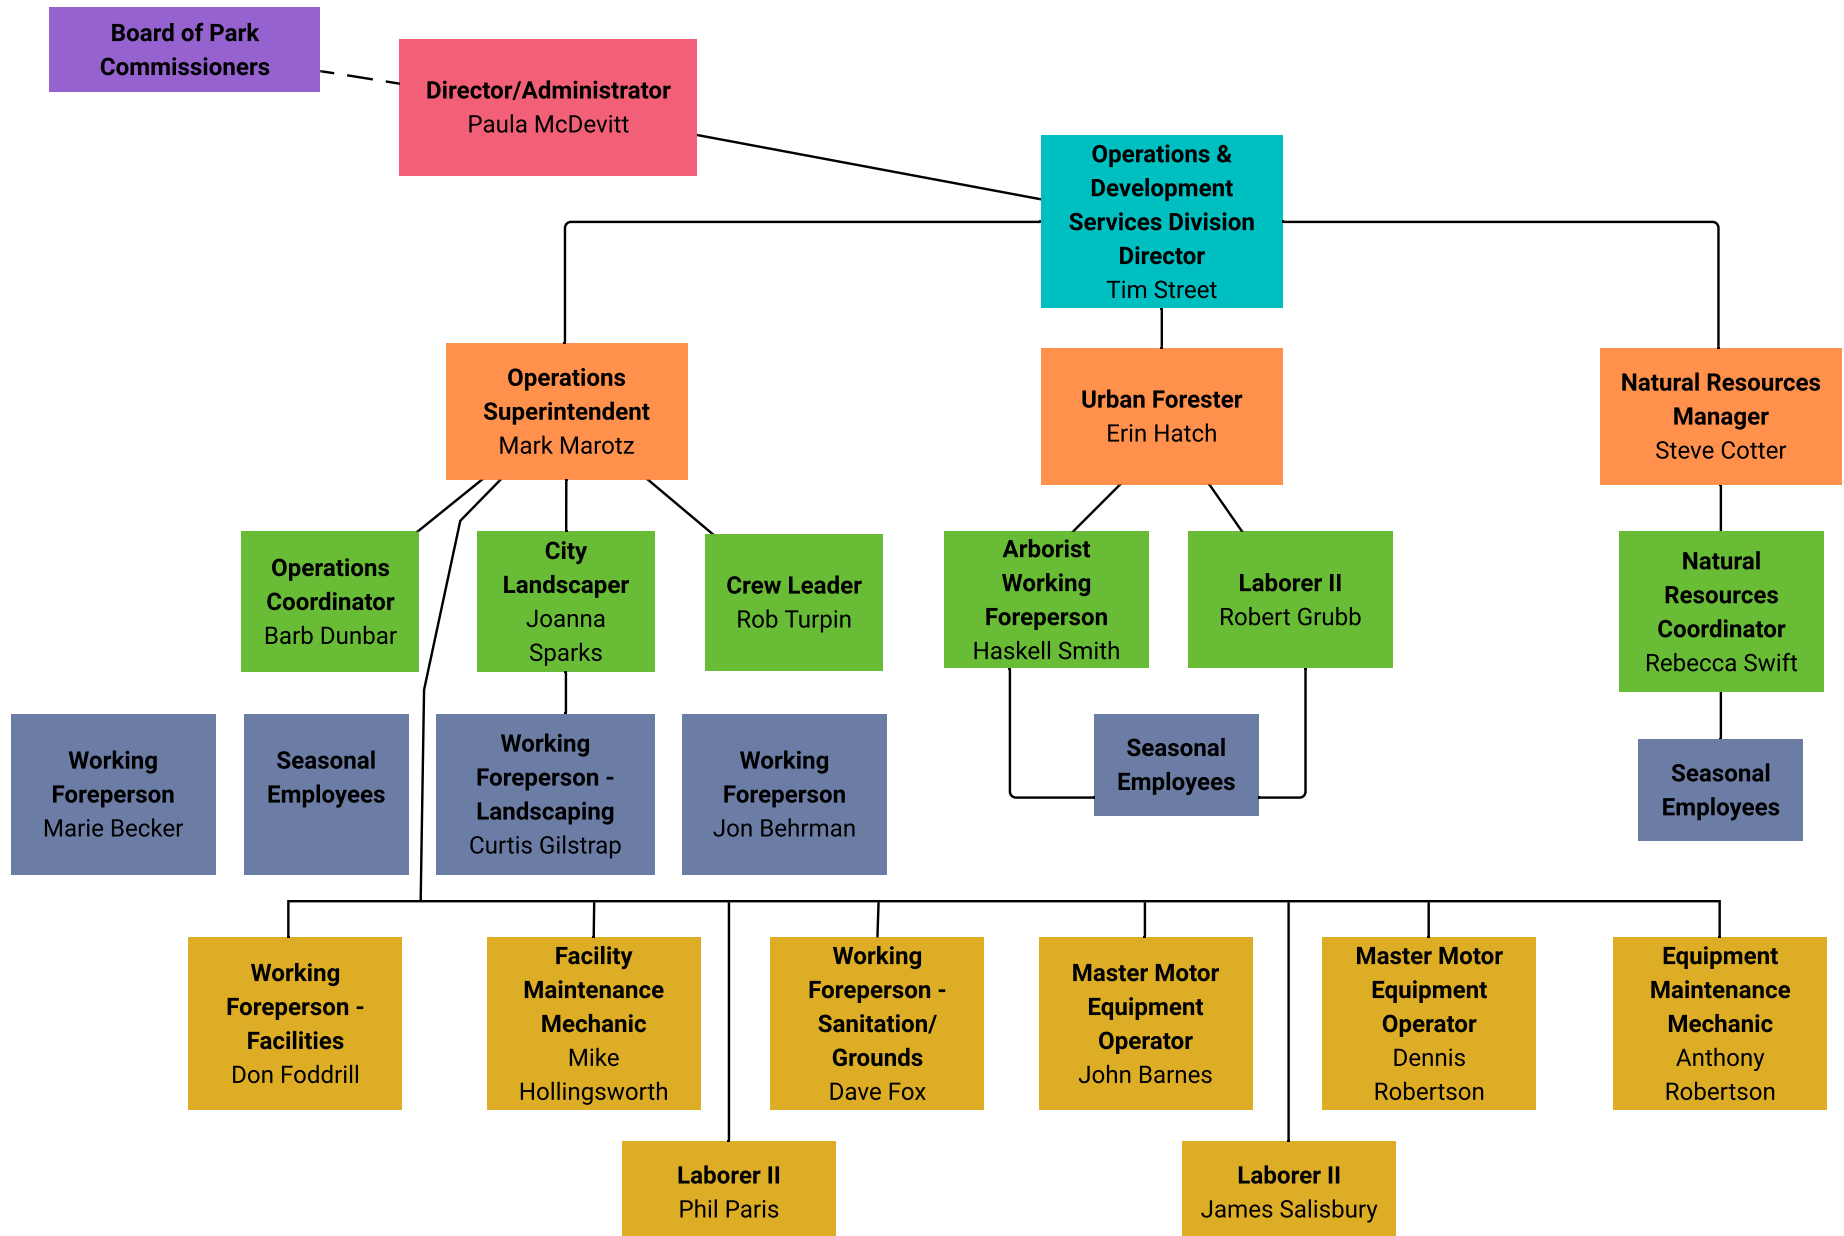 Board of Park
Commissioners
Director/Administrator
Paula McDevitt
Operations &
Development
Services Division
Director
Tim Street
Operations
Superintendent
Mark Marotz
Urban Forester
Erin Hatch
Natural Resources
Manager
Steve Cotter
Operations
Coordinator
Barb Dunbar
City
Landscaper
Joanna
Sparks
Crew Leader
Rob Turpin
Arborist
Working
Foreperson
Haskell Smith
Laborer II
Robert Grubb
Natural
Resources
Coordinator
Rebecca Swift
Working
Foreperson
Marie Becker
Seasonal
Employees
Working
Foreperson -
Landscaping
Curtis Gilstrap
Working
Foreperson
Jon Behrman
Seasonal
Employees
Seasonal
Employees
Working
Foreperson -
Facilities
Don Foddrill
Facility
Maintenance
Mechanic
Mike
Hollingsworth
Working
Foreperson -
Sanitation/
Grounds
Dave Fox
Master Motor
Equipment
Operator
John Barnes
Master Motor
Equipment
Operator
Dennis
Robertson
Equipment
Maintenance
Mechanic
Anthony
Robertson
Laborer II
Phil Paris
Laborer II
James Salisbury